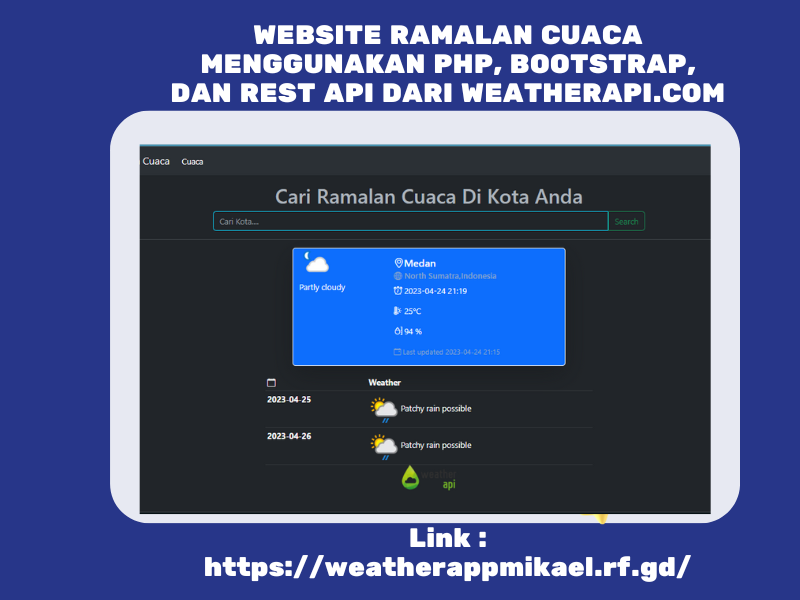 WEBSITE RAMALAN CUACA
MENGGUNAKAN PHP, BOOTSTRAP,
DAN REST API DARI WEATHERAPI.COM
Cuaca Cuaca
Cari Ramalan Cuaca Di Kota Anda
Cari Kota.... Search
Medan
North Sumatra,Indonesia
Partly cloudy
2023-04-24 21:19
25°C
94 %
Last updated 2023-04-24 21:15
Weather
2023-04-25
Patchy rain possible
2023-04-26
Patchy rain possible
weather
api
Link :
https://weatherappmikael.rf.gd/